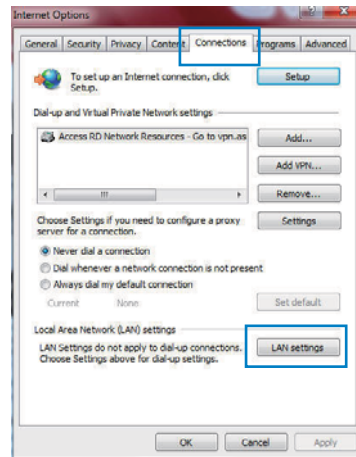 Internet Options
General Security Privacy Content Connections Programs Advanced
To set up an Internet connection, click
Setup.
Setup
Dial-up and Virtual Private Network settings
Access RD Network Resources - Go to vpn.as
Add...
Add VPN...
Remove...
Choose Settings if you need to configure a proxy
server for a connection.
Settings
Never dial a connection
Dial whenever a network connection is not present
Always dial my default connection
Current None
Set default
Local Area Network (LAN) settings
LAN Settings do not apply to dial-up connections.
Choose Settings above for dial-up settings.
LAN settings
OK Cancel Apply